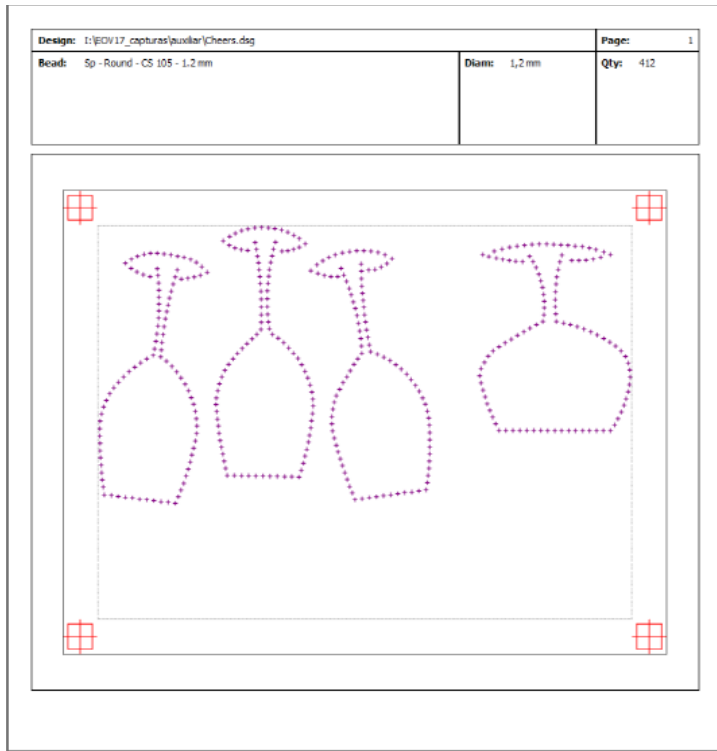 Design: I:\EOV17_capturas\auxiliar\Cheers.dsg Page: 1
Bead: Sp - Round - CS 105 - 1.2 mm Diam: 1,2 mm Qty: 412